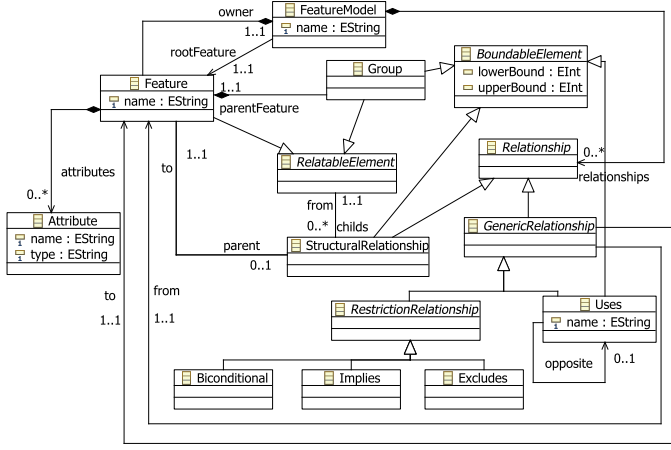 owner
FeatureModel
name : EString
1..1
rootFeature
1..1
Group
BoundableElement
lowerBound : EInt
upperBound : EInt
Feature
name : EString
1..1
parentFeature
attributes
to
1..1
RelatableElement
Relationship
0..*
relationships
0..*
from
1..1
Attribute
name : EString
type : EString
0..*
childs
GenericRelationship
parent
0..1
StructuralRelationship
to
1..1
from
1..1
RestrictionRelationship
Uses
name : EString
opposite
0..1
Biconditional
Implies
Excludes